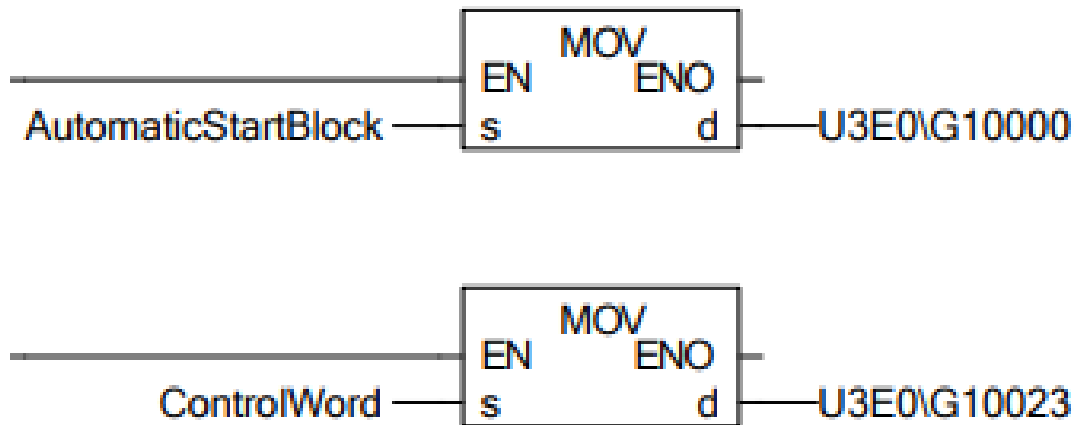 MOV
EN ENO
AutomaticStartBlock s d U3E0\G10000
MOV
EN ENO
ControlWord s d U3E0\G10023